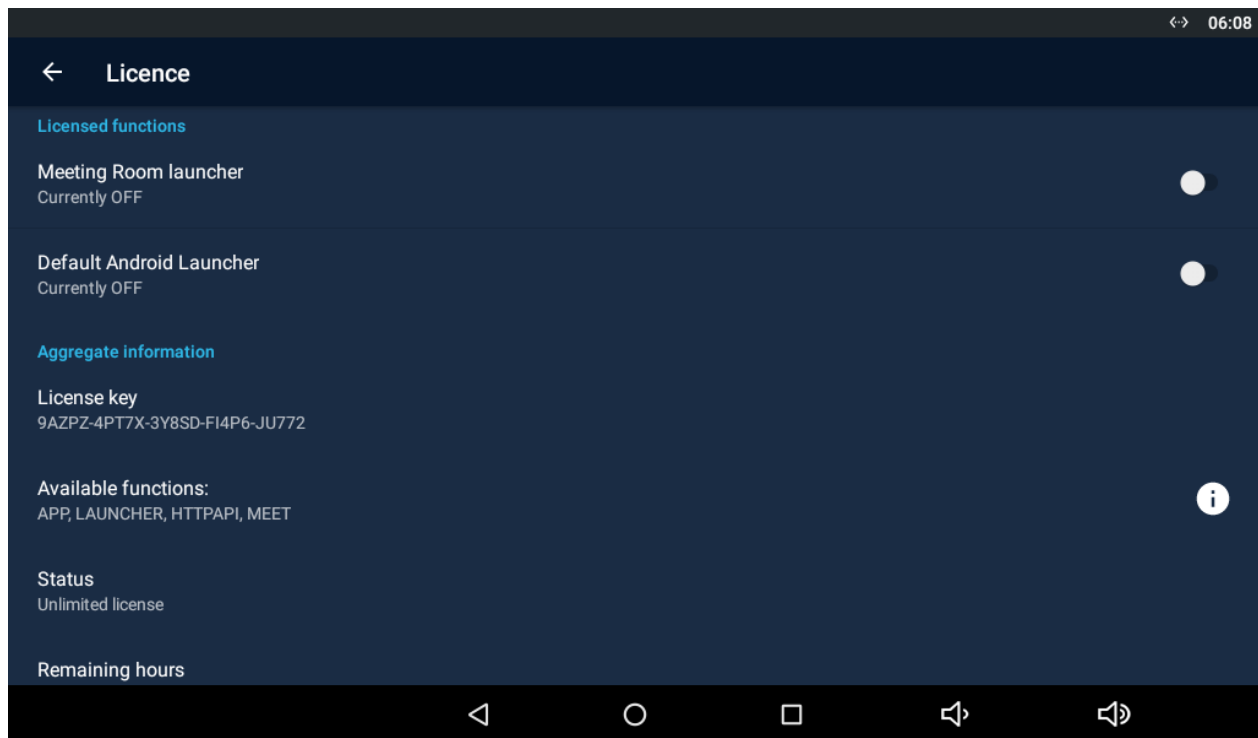 06:08
Licence
Licensed functions
Meeting Room launcher
Currently OFF
Default Android Launcher
Currently OFF
Aggregate information
License key
9AZPZ-4PT7X-3Y8SD-FI4P6-JU772
Available functions:
APP, LAUNCHER, HTTPAPI, MEET
Status
Unlimited license
Remaining hours